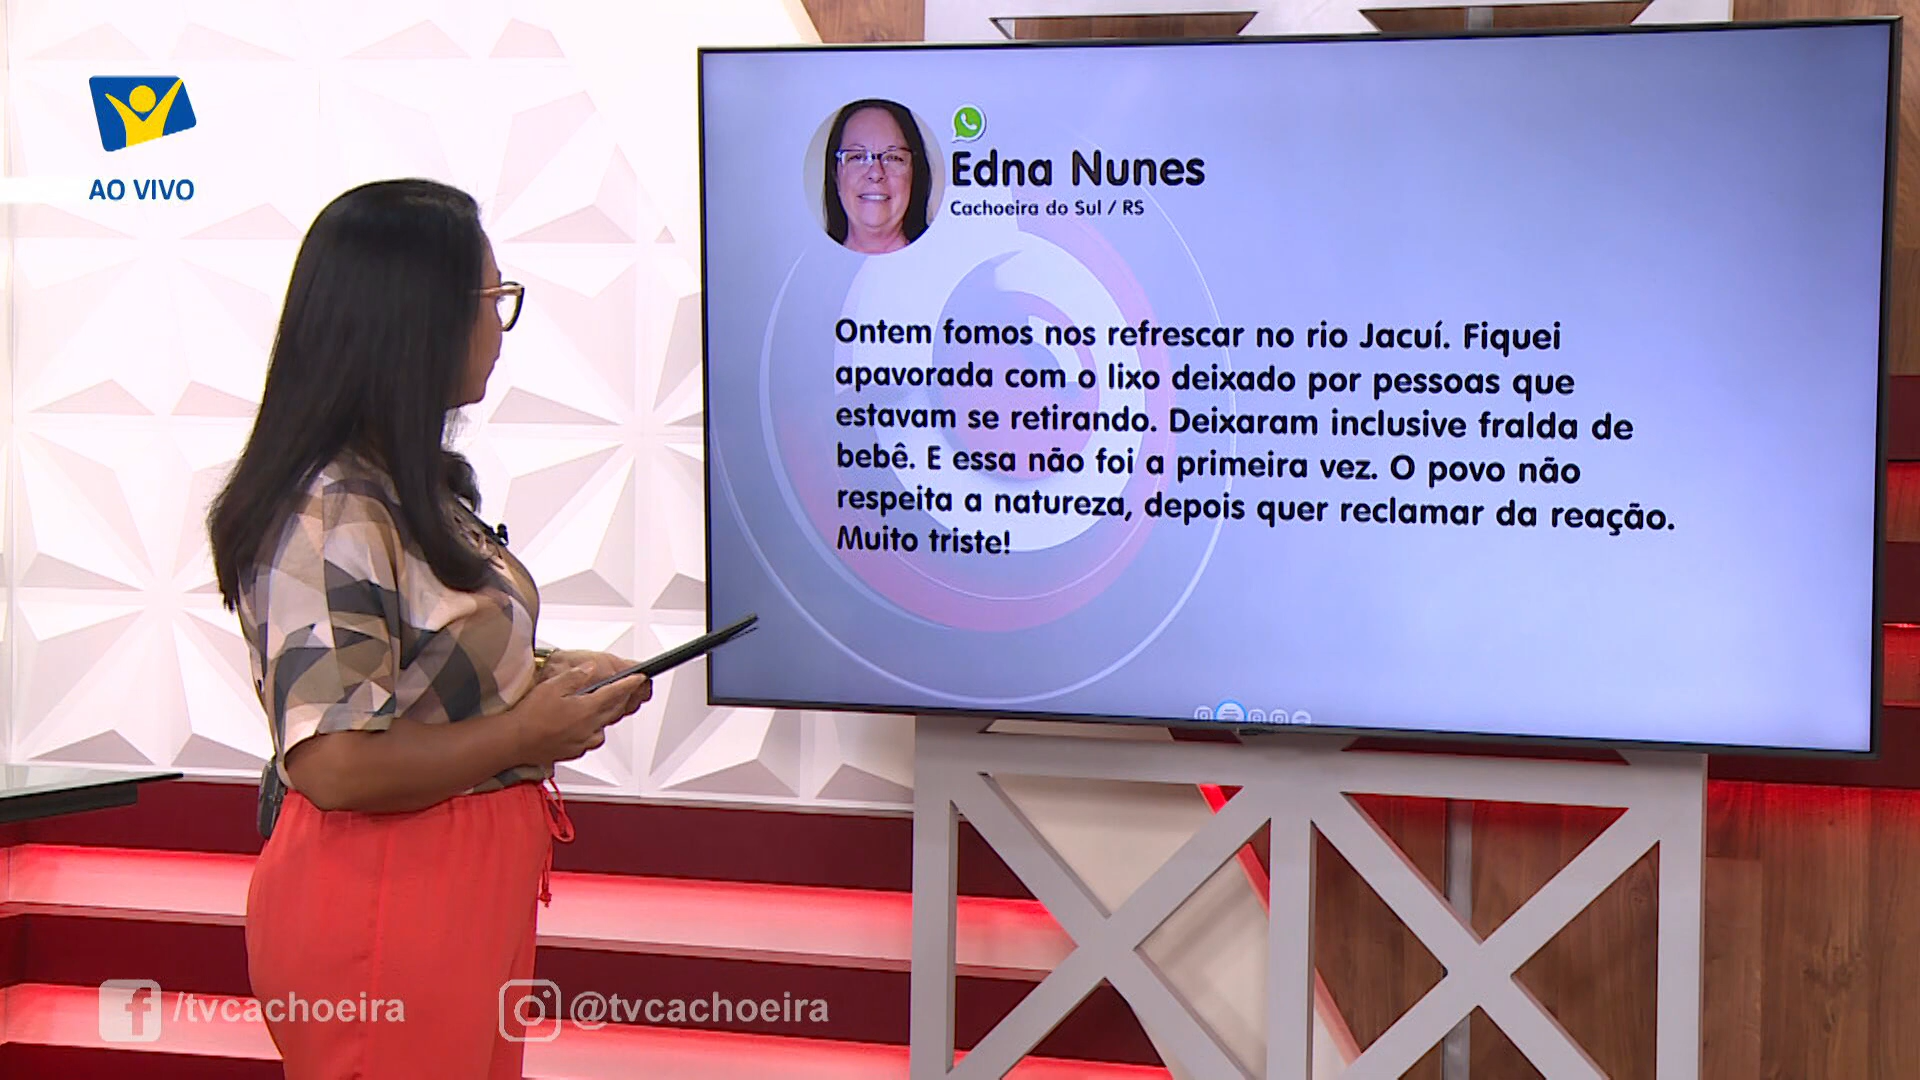 AO VIVO
Edna Nunes
Cachoeira do Sul / RS
Ontem fomos nos refrescar no rio Jacuí. Fiquei
apavorada com o lixo deixado por pessoas que
estavam se retirando. Deixaram inclusive fralda de
bebê. E essa não foi a primeira vez. O povo não
respeita a natureza, depois quer reclamar da reação.
Muito triste!
/tvcachoeira
@tvcachoeira